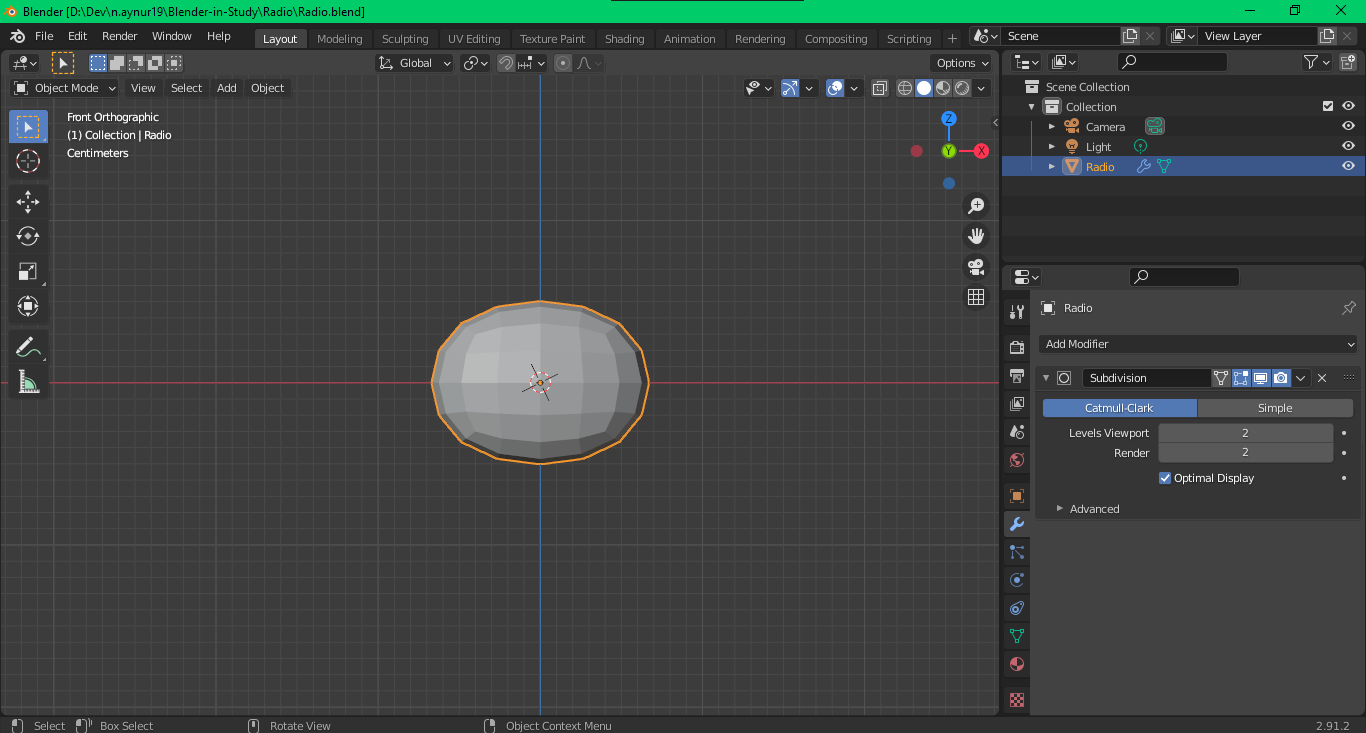 Blender [D:\Dev\n.aynur19\Blender-in-Study\Radio\Radio.blend]
File Edit Render Window Help Layout Modeling Sculpting UV Editing Texture Paint Shading Animation Rendering Compositing Scripting + Scene View Layer
Global Options
Object Mode View Select Add Object
Front Orthographic
(1) Collection | Radio
Centimeters
Z
Y
X
Scene Collection
Collection
Camera
Light
Radio
Radio
Add Modifier
Subdivision
Catmull-Clark Simple
Levels Viewport 2
Render 2
Optimal Display
Advanced
Select Box Select Rotate View Object Context Menu 2.91.2